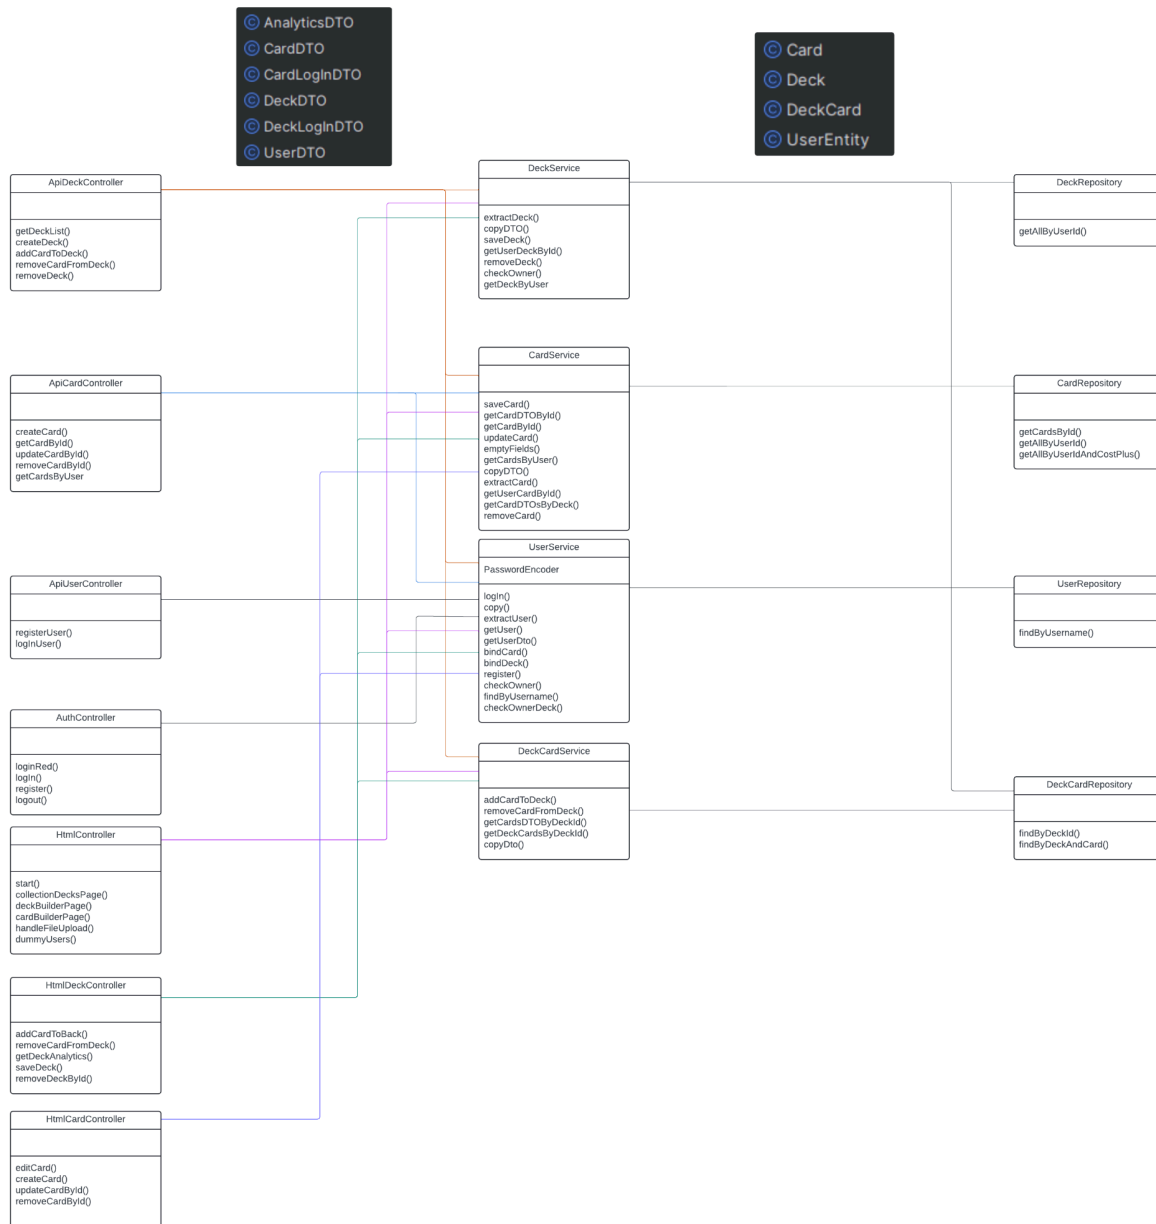 AnalyticsDTO
CardDTO
CardLogInDTO
DeckDTO
DeckLogInDTO
UserDTO
Card
Deck
DeckCard
UserEntity
ApiDeckController
getDeckList()
createDeck()
addCardToDeck()
removeCardFromDeck()
removeDeck()
ApiCardController
createCard()
getCardById()
updateCardById()
removeCardById()
getCardsByUser
ApiUserController
registerUser()
logInUser()
AuthController
loginRed()
logIn()
register()
logout()
HtmlController
start()
collectionDecksPage()
deckBuilderPage()
cardBuilderPage()
handleFileUpload()
dummyUsers()
HtmlDeckController
addCardToBack()
removeCardFromDeck()
getDeckAnalytics()
saveDeck()
removeDeckById()
HtmlCardController
editCard()
createCard()
updateCardById()
removeCardById()
DeckService
extractDeck()
copyDTO()
saveDeck()
getUserDeckById()
removeDeck()
checkOwner()
getDeckByUser
CardService
saveCard()
getCardDTOById()
getCardById()
updateCard()
emptyFields()
getCardsByUser()
copyDTO()
extractCard()
getUserCardById()
getCardDTOsByDeck()
removeCard()
UserService
PasswordEncoder
logIn()
copy()
extractUser()
getUser()
getUserDto()
bindCard()
bindDeck()
register()
checkOwner()
findByUsername()
checkOwnerDeck()
DeckCardService
addCardToDeck()
removeCardFromDeck()
getCardsDTOByDeckId()
getDeckCardsByDeckId()
copyDto()
DeckRepository
getAllByUserId()
CardRepository
getCardsById()
getAllByUserId()
getAllByUserIdAndCostPlus()
UserRepository
findByUsername()
DeckCardRepository
findByDeckId()
findByDeckAndCard()